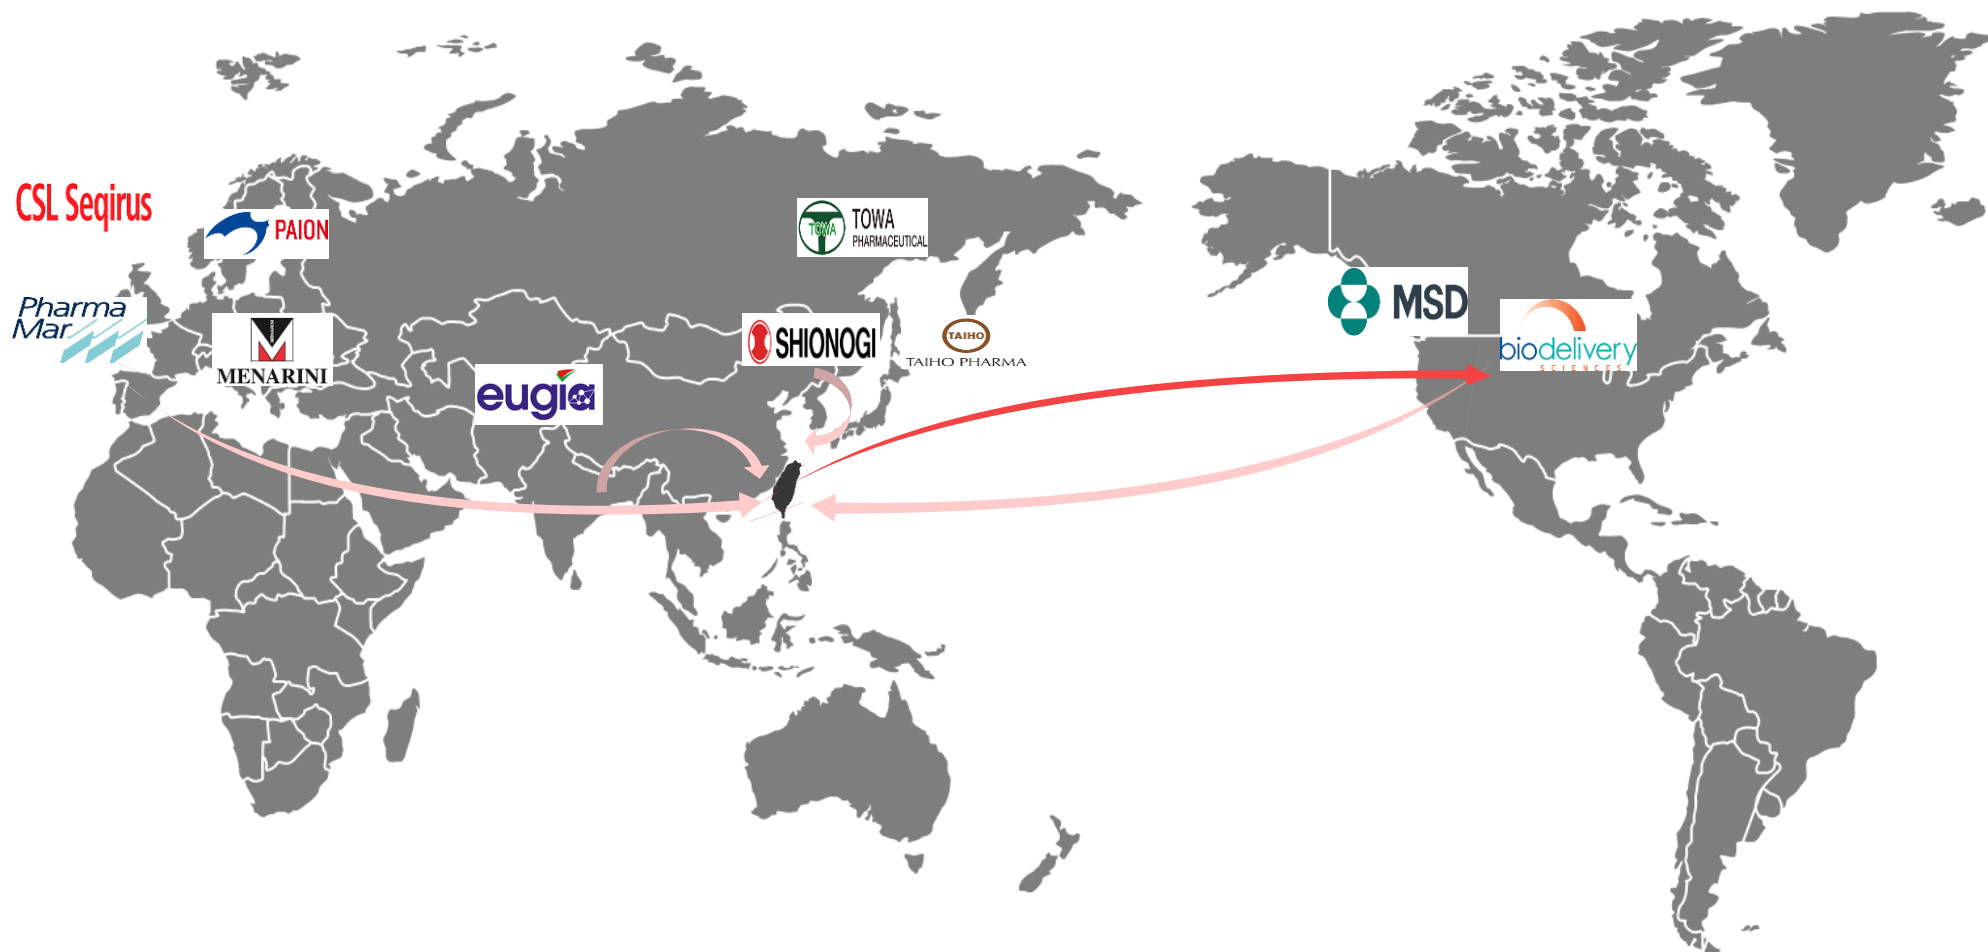 CSL Seqirus
PAION
TOWA
TOWA
PHARMACEUTICAL
Pharma
Mar
MENARINI
eugia
SHIONOGI
TAIHO
TAIHO PHARMA
MSD
biodelivery
SCIENCES